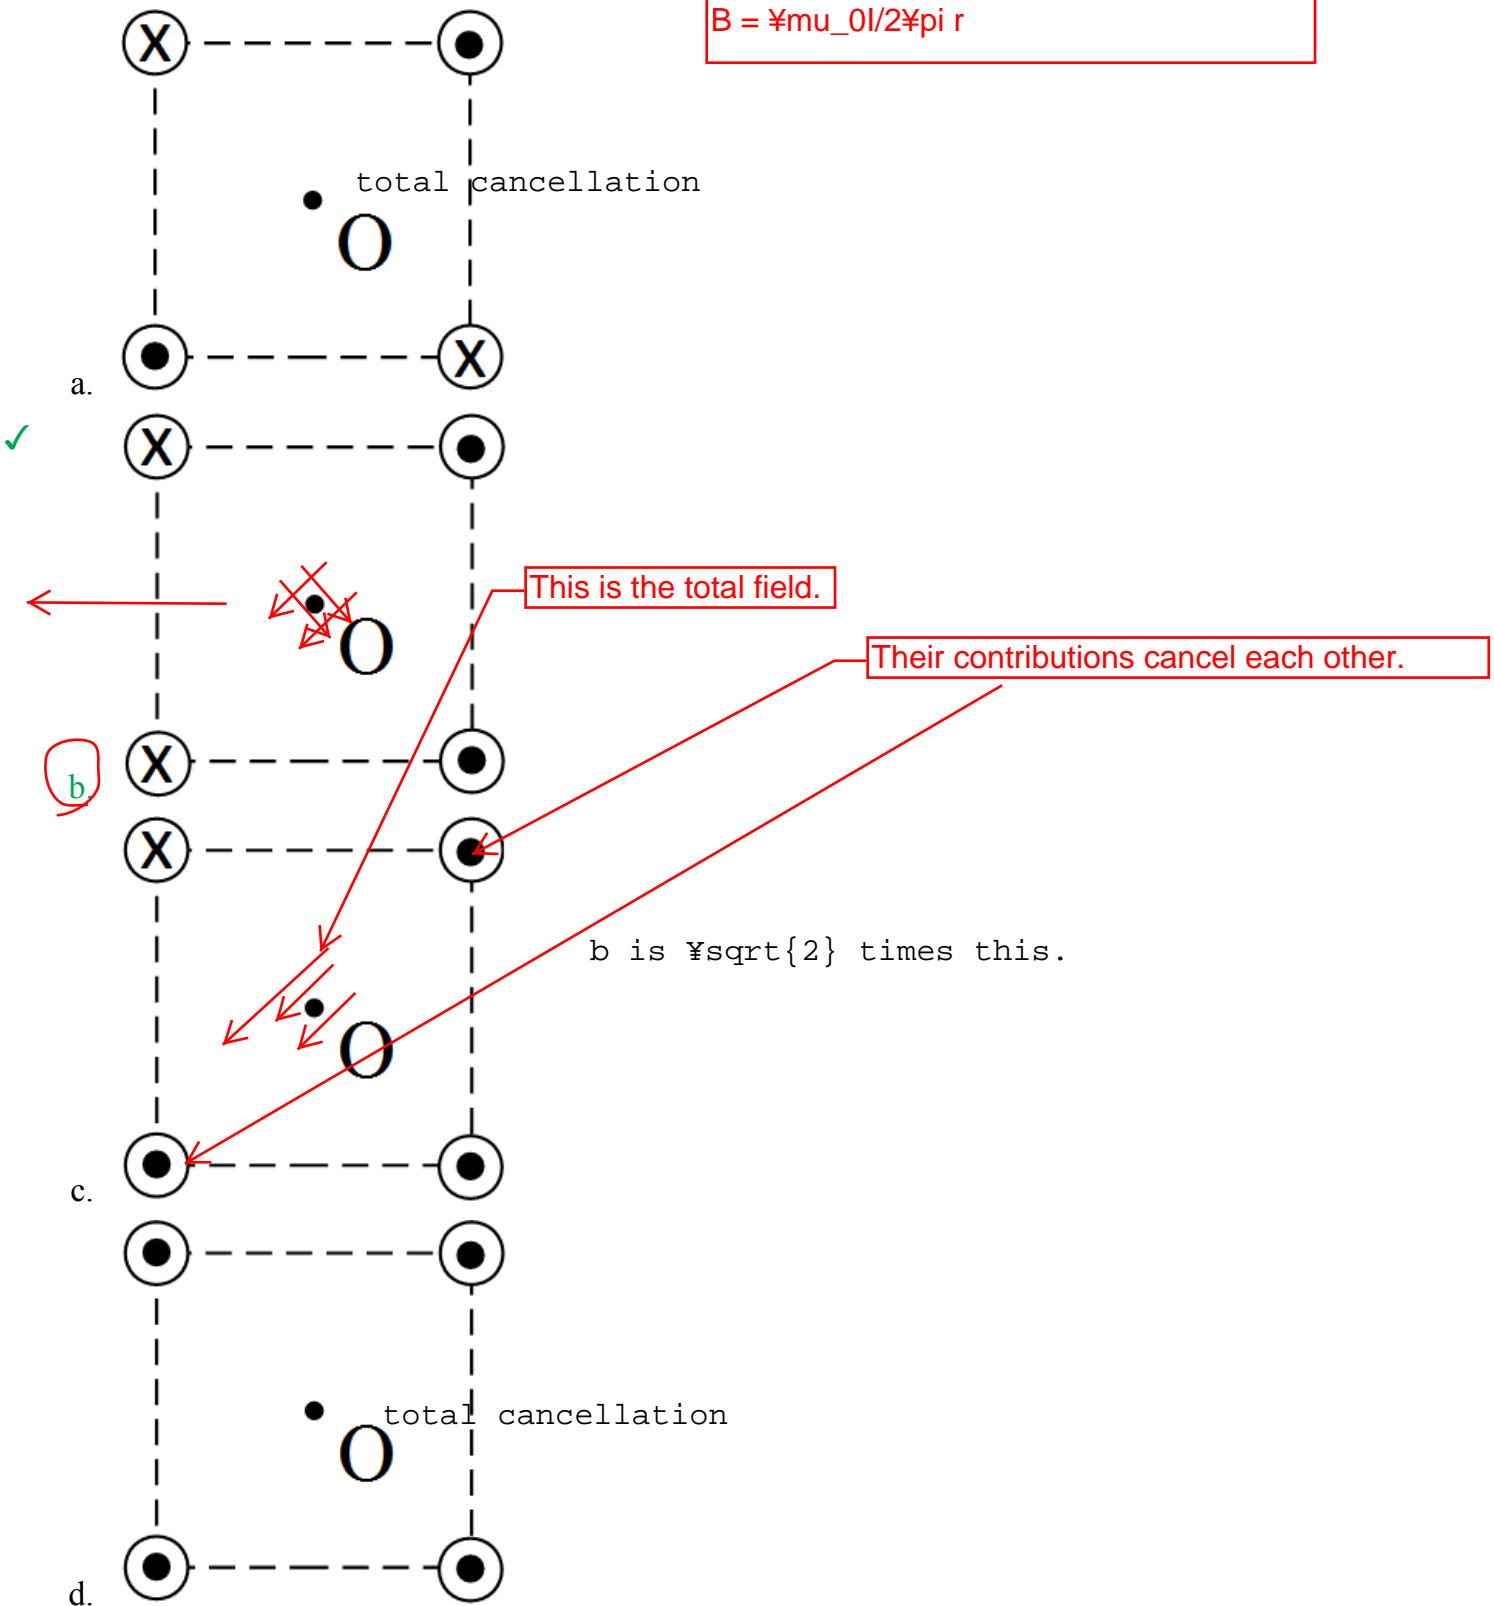 B = ¥mu_0I/2¥pi r
X
total cancellation
O
X
a.
✓
X
This is the total field.
O
Their contributions cancel each other.
X
b.
X
b is ¥sqrt{2} times this.
O
c.
total cancellation
O
d.